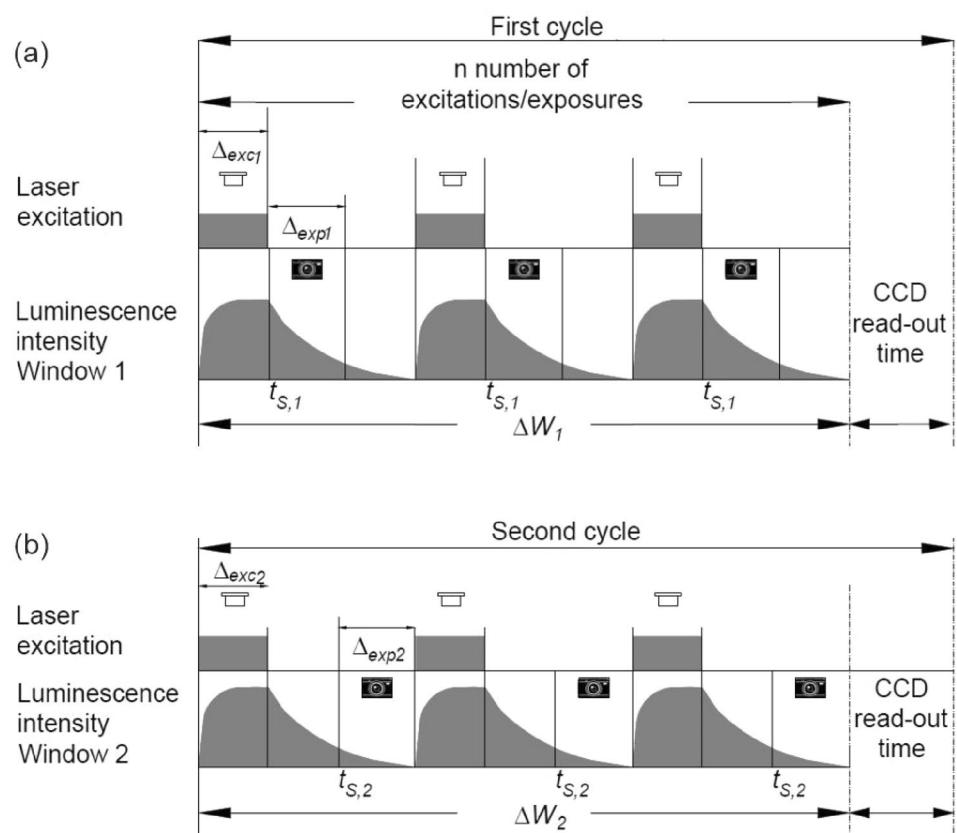 (a)
First cycle
n number of
excitations/exposures
Δexc1
Laser
excitation
Δexp1
Luminescence
intensity
Window 1
CCD
read-out
time
tS,1
tS,1
tS,1
ΔW1
(b)
Second cycle
Δexc2
Laser
excitation
Δexp2
Luminescence
intensity
Window 2
CCD
read-out
time
tS,2
tS,2
tS,2
ΔW2